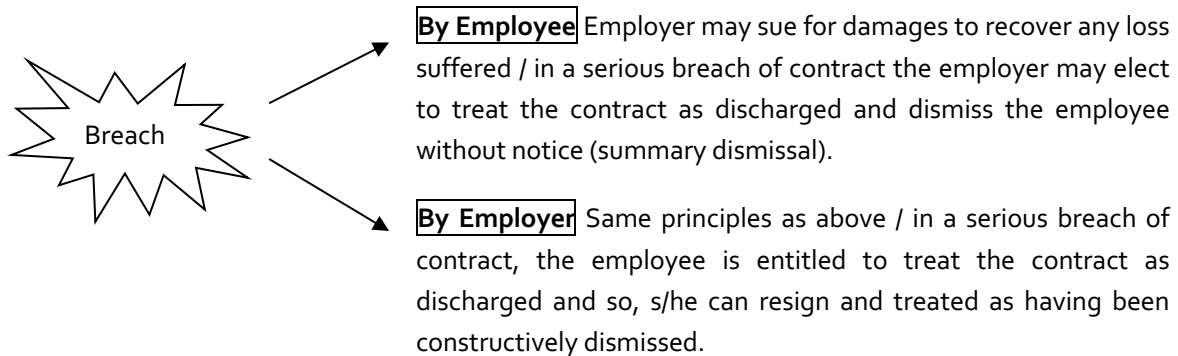 Breach
By Employee Employer may sue for damages to recover any loss
suffered / in a serious breach of contract the employer may elect
to treat the contract as discharged and dismiss the employee
without notice (summary dismissal).
By Employer Same principles as above / in a serious breach of
contract, the employee is entitled to treat the contract as
discharged and so, s/he can resign and treated as having been
constructively dismissed.